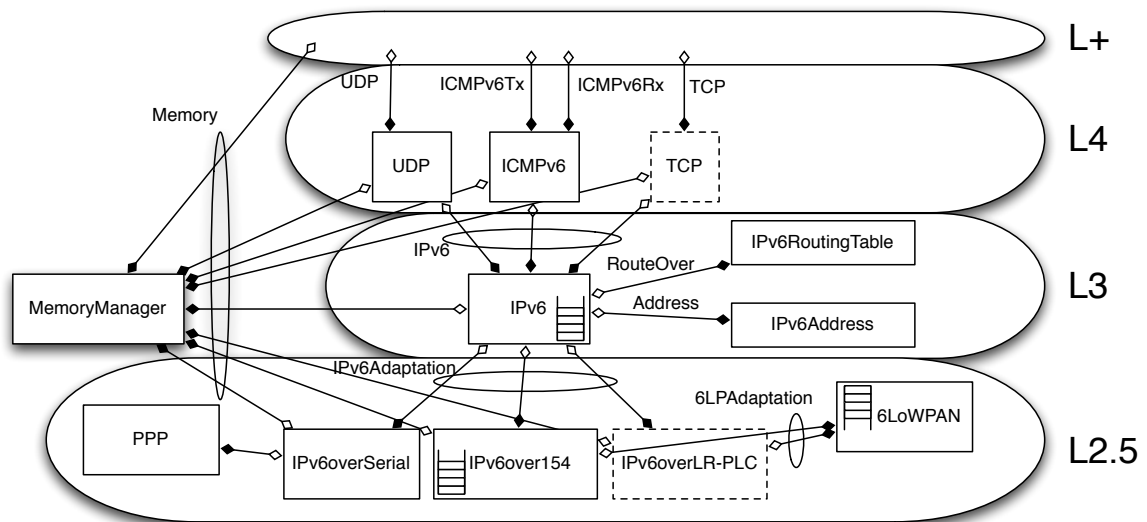 L+
UDP
ICMPv6Tx
ICMPv6Rx
TCP
Memory
L4
UDP
ICMPv6
TCP
IPv6
IPv6RoutingTable
RouteOver
L3
MemoryManager
IPv6
Address
IPv6Address
IPv6Adaptation
6LPAdaptation
6LoWPAN
PPP
IPv6overSerial
IPv6over154
IPv6overLR-PLC
L2.5